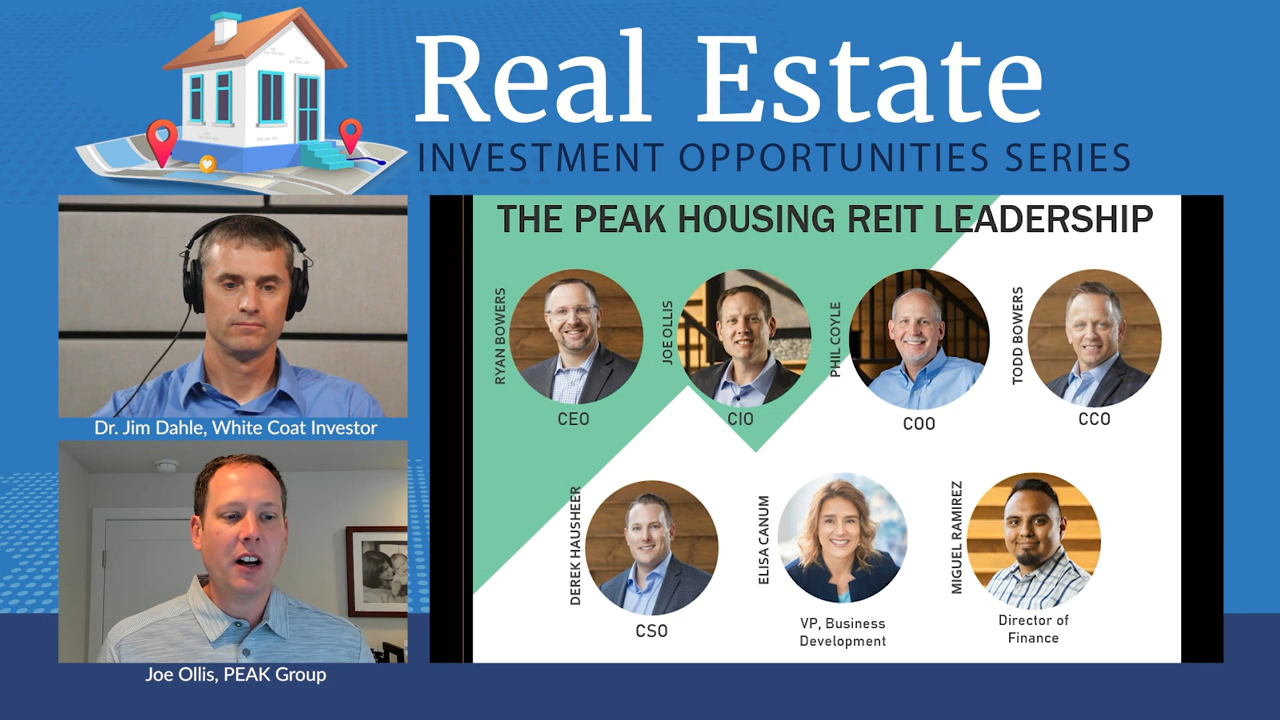 Real Estate
INVESTMENT OPPORTUNITIES SERIES
Dr. Jim Dahle, White Coat Investor
Joe Ollis, PEAK Group
THE PEAK HOUSING REIT LEADERSHIP
RYAN BOWERS
CEO
JOE OLLIS
CIO
PHIL COYLE
COO
TODD BOWERS
CCO
DEREK HAUSHEER
CSO
ELISA CANUM
VP, Business
Development
MIGUEL RAMIREZ
Director of
Finance